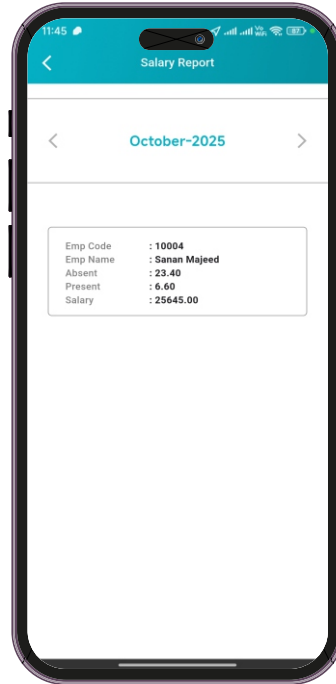 11:45
Salary Report
October-2025
Emp Code : 10004
Emp Name : Sanan Majeed
Absent : 23.40
Present : 6.60
Salary : 25645.00